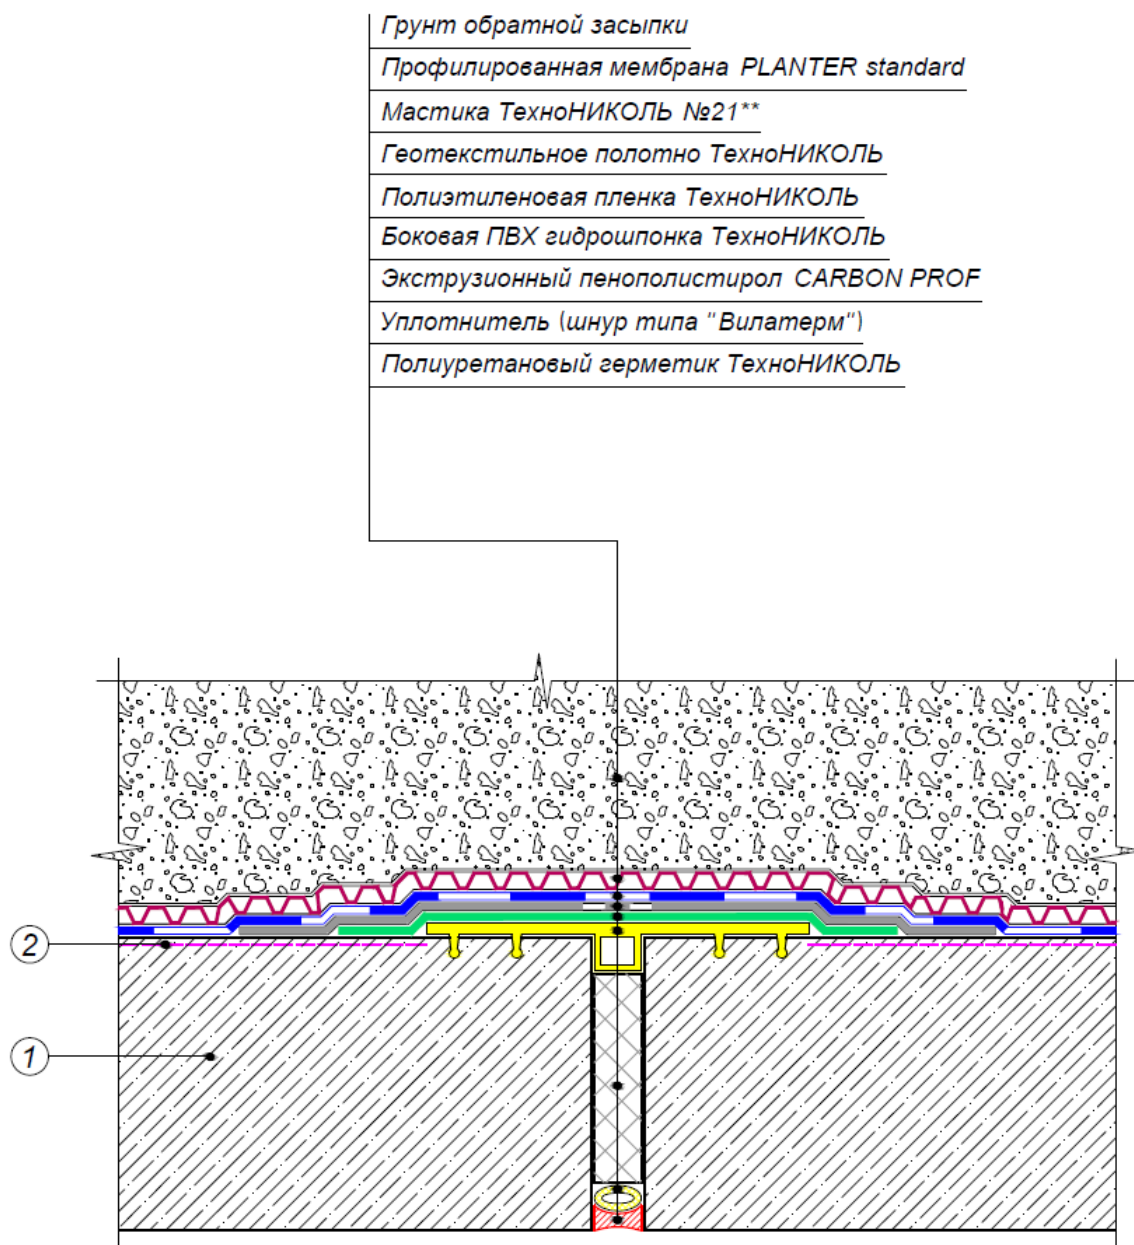 Грунт обратной засыпки
Профилированная мембрана PLANTER standard
Мастика ТехноНИКОЛЬ №21**
Геотекстильное полотно ТехноНИКОЛЬ
Полиэтиленовая пленка ТехноНИКОЛЬ
Боковая ПВХ гидрошпонка ТехноНИКОЛЬ
Экструзионный пенополистирол CARBON PROF
Уплотнитель (шнур типа "Вилатерм")
Полиуретановый герметик ТехноНИКОЛЬ
2
1